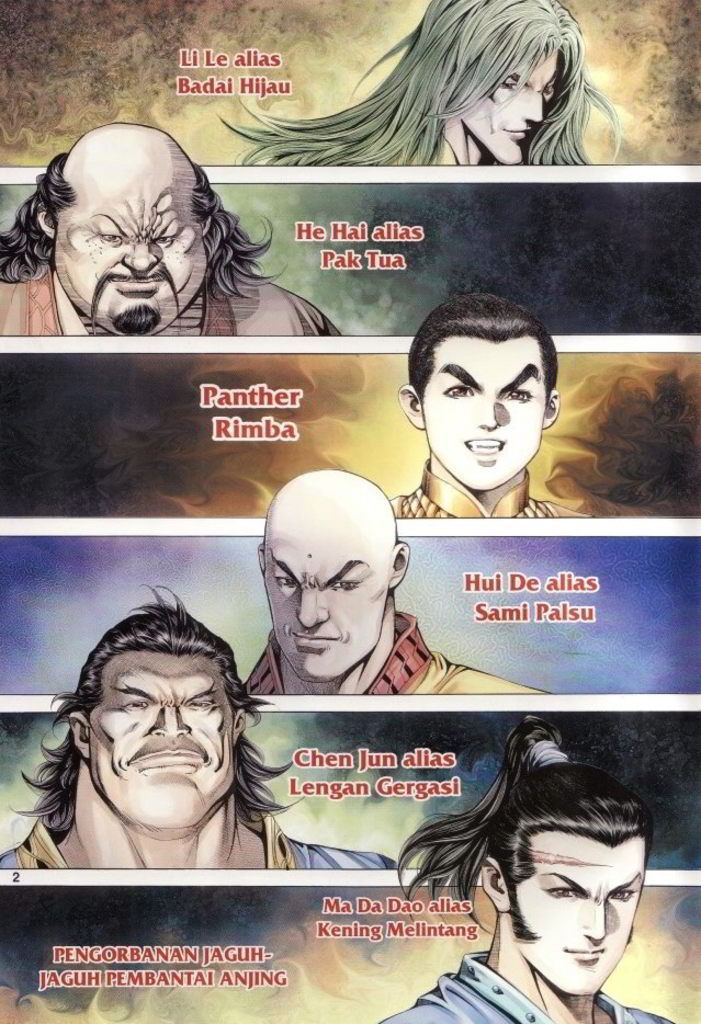 Li Le alias
Badai Hijau
He Hai alias
Pak Tua
Panther
Rimba
Hui De alias
Sami Palsu
Chen Jun alias
Lengan Gergasi
2
Ma Da Dao alias
Kening Melintang
PENGORBANAN JAGUH-
JAGUH PEMBANTAI ANJING